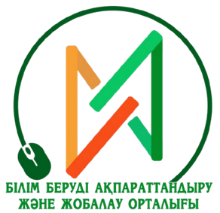 БІЛІМ БЕРУДІ АҚПАРАТТАНДЫРУ
ЖӘНЕ ЖОБАЛАУ ОРТАЛЫҒЫ